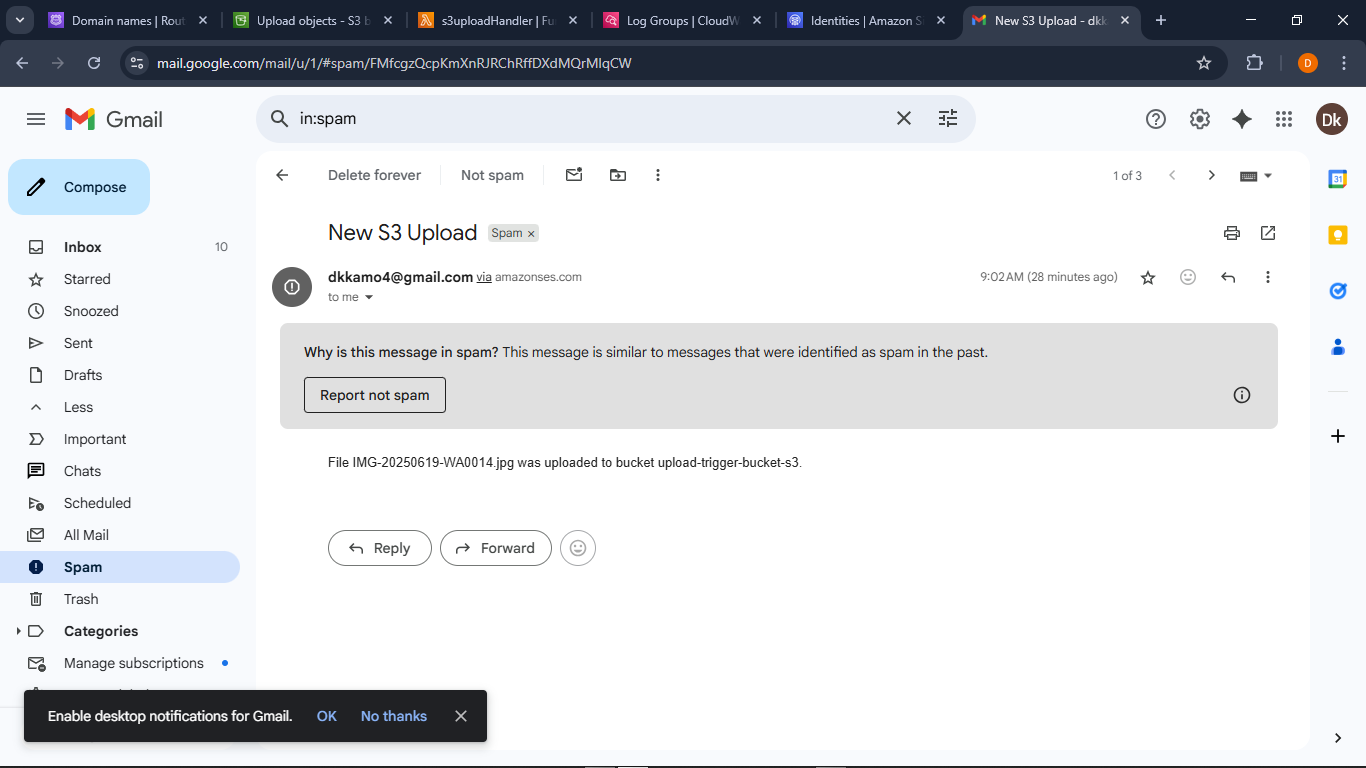 Domain names | Rout
Upload objects - S3 b
s3uploadHandler | Fu
Log Groups | CloudW
Identities | Amazon S
New S3 Upload - dkk
mail.google.com/mail/u/1/#spam/FMfcgzQcpKmXnRJRChRffDXdMQrMlqCW
D
Gmail
in:spam
Dk
Compose
Delete forever
Not spam
1 of 3
31
Inbox 10
Starred
Snoozed
Sent
Drafts
Less
Important
Chats
Scheduled
All Mail
Spam
Trash
Categories
Manage subscriptions
New S3 Upload Spam ×
dkkamo4@gmail.com via amazonses.com
9:02 AM (28 minutes ago)
to me
Why is this message in spam? This message is similar to messages that were identified as spam in the past.
Report not spam
File IMG-20250619-WA0014.jpg was uploaded to bucket upload-trigger-bucket-s3.
Reply
Forward
Enable desktop notifications for Gmail. OK No thanks